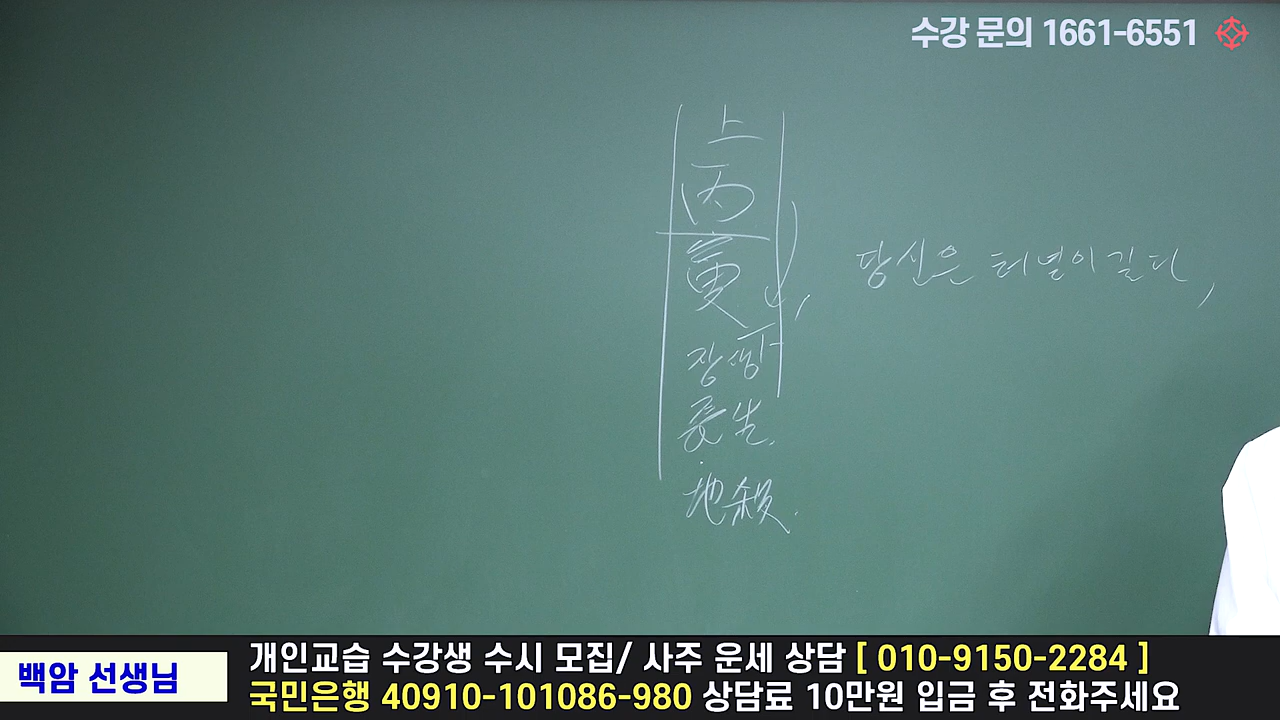 수강 문의 1661-6551
上
丙
寅
당신은 터널이 길다,
장생
長生
地殺
백암 선생님
개인교습 수강생 수시 모집/ 사주 운세 상담 [ 010-9150-2284 ]
국민은행 40910-101086-980 상담료 10만원 입금 후 전화주세요